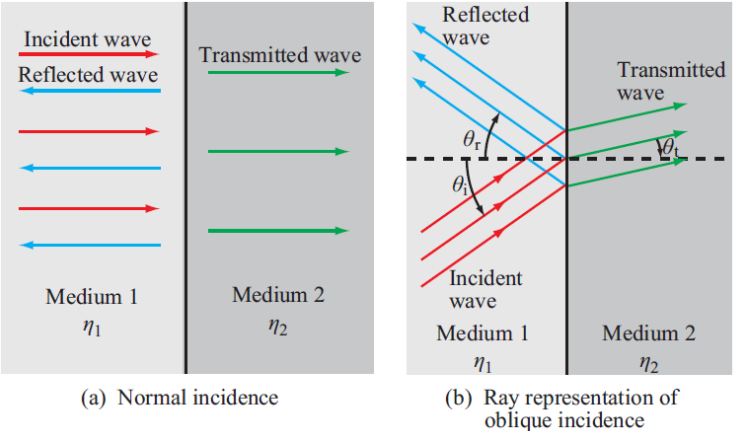 Incident wave
Reflected wave
Transmitted wave
Medium 1
η1
Medium 2
η2
(a) Normal incidence
Reflected
wave
Transmitted
wave
θr
θt
θi
Incident
wave
Medium 1
η1
Medium 2
η2
(b) Ray representation of
oblique incidence